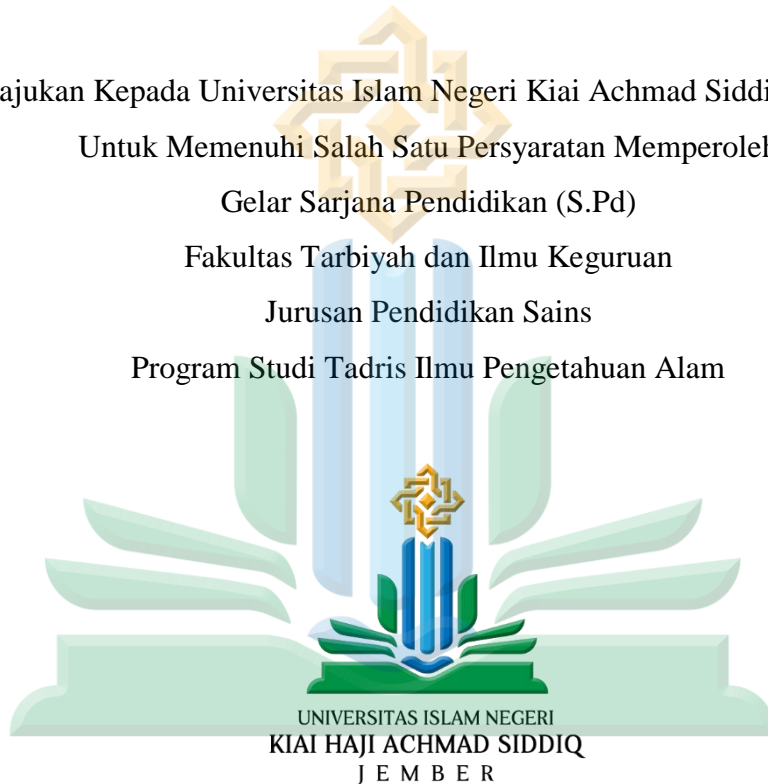 ajukan Kepada Universitas Islam Negeri Kiai Achmad Siddi
Untuk Memenuhi Salah Satu Persyaratan Memperoleh
Gelar Sarjana Pendidikan (S.Pd)
Fakultas Tarbiyah dan Ilmu Keguruan
Jurusan Pendidikan Sains
Program Studi Tadris Ilmu Pengetahuan Alam
UNIVERSITAS ISLAM NEGERI
KIAI HAJI ACHMAD SIDDIQ
JEMBER